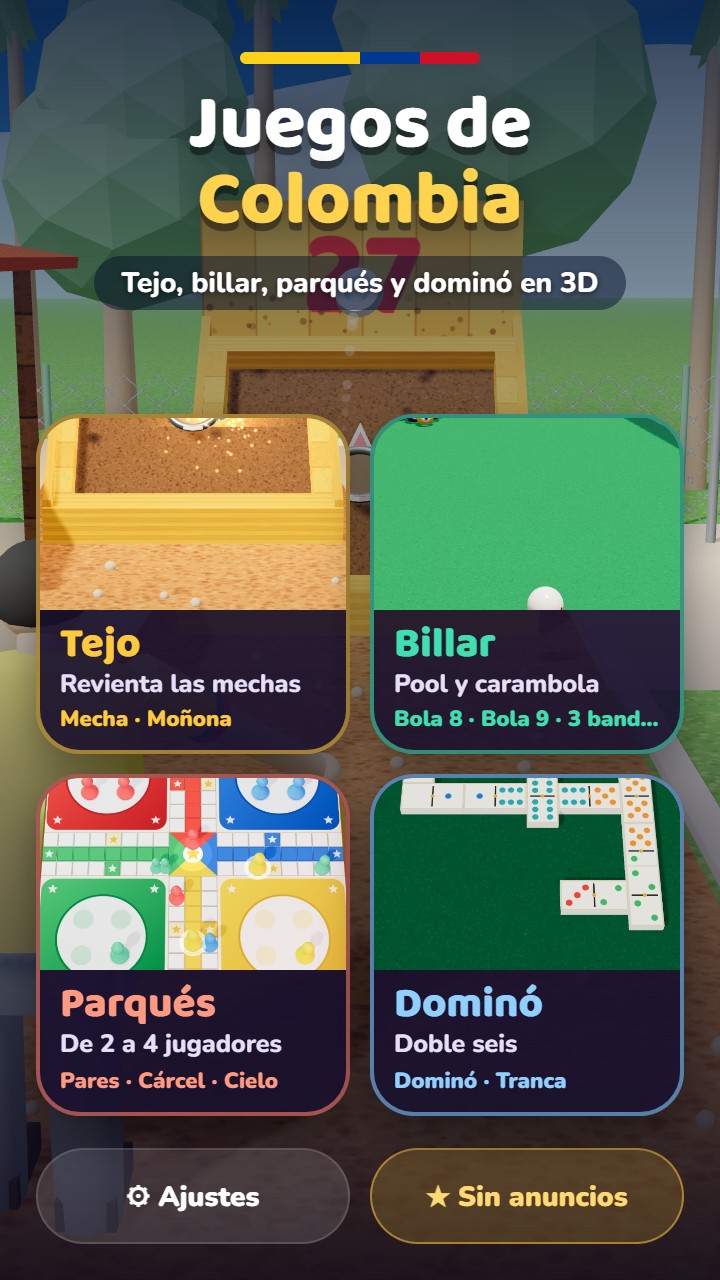 Juegos de
Colombia
27
Tejo, billar, parqués y dominó en 3D
Tejo
Revienta las mechas
Mecha · Moñona
Billar
Pool y carambola
Bola 8 · Bola 9 · 3 band...
Parqués
De 2 a 4 jugadores
Pares · Cárcel · Cielo
Dominó
Doble seis
Dominó · Tranca
⚙ Ajustes
★ Sin anuncios